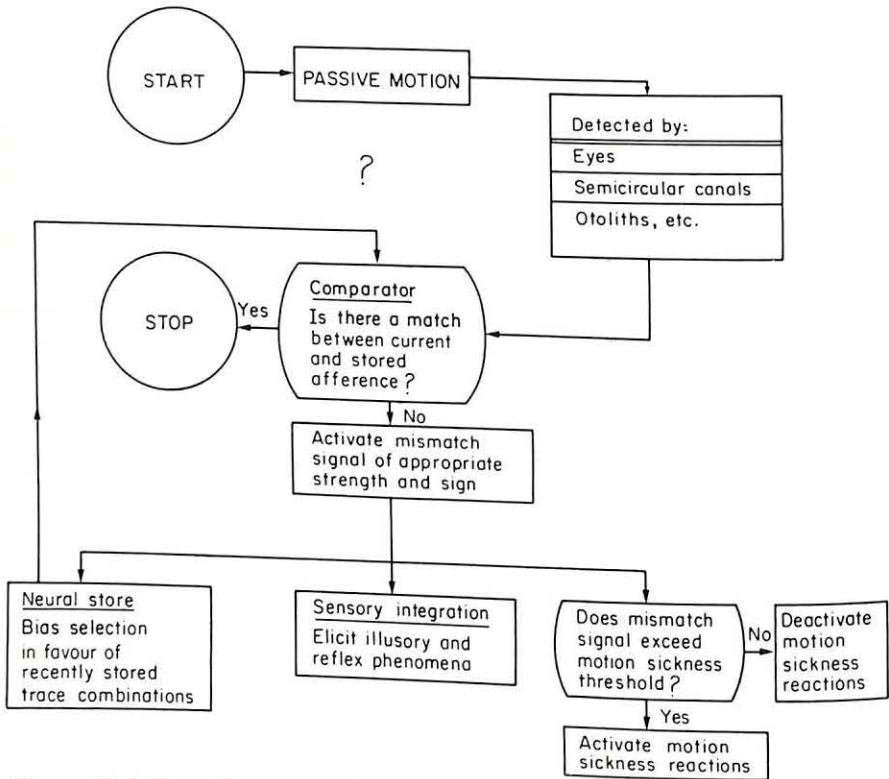 START
PASSIVE MOTION
Detected by:
Eyes
Semicircular canals
Otoliths, etc.
?
Comparator
Is there a match
between current
and stored
afference?
Yes
STOP
No
Activate mismatch
signal of appropriate
strength and sign
Neural store
Bias selection
in favour of
recently stored
trace combinations
Sensory integration
Elicit illusory and
reflex phenomena
Does mismatch
signal exceed
motion sickness
threshold?
No
Deactivate
motion
sickness
reactions
Yes
Activate motion
sickness reactions